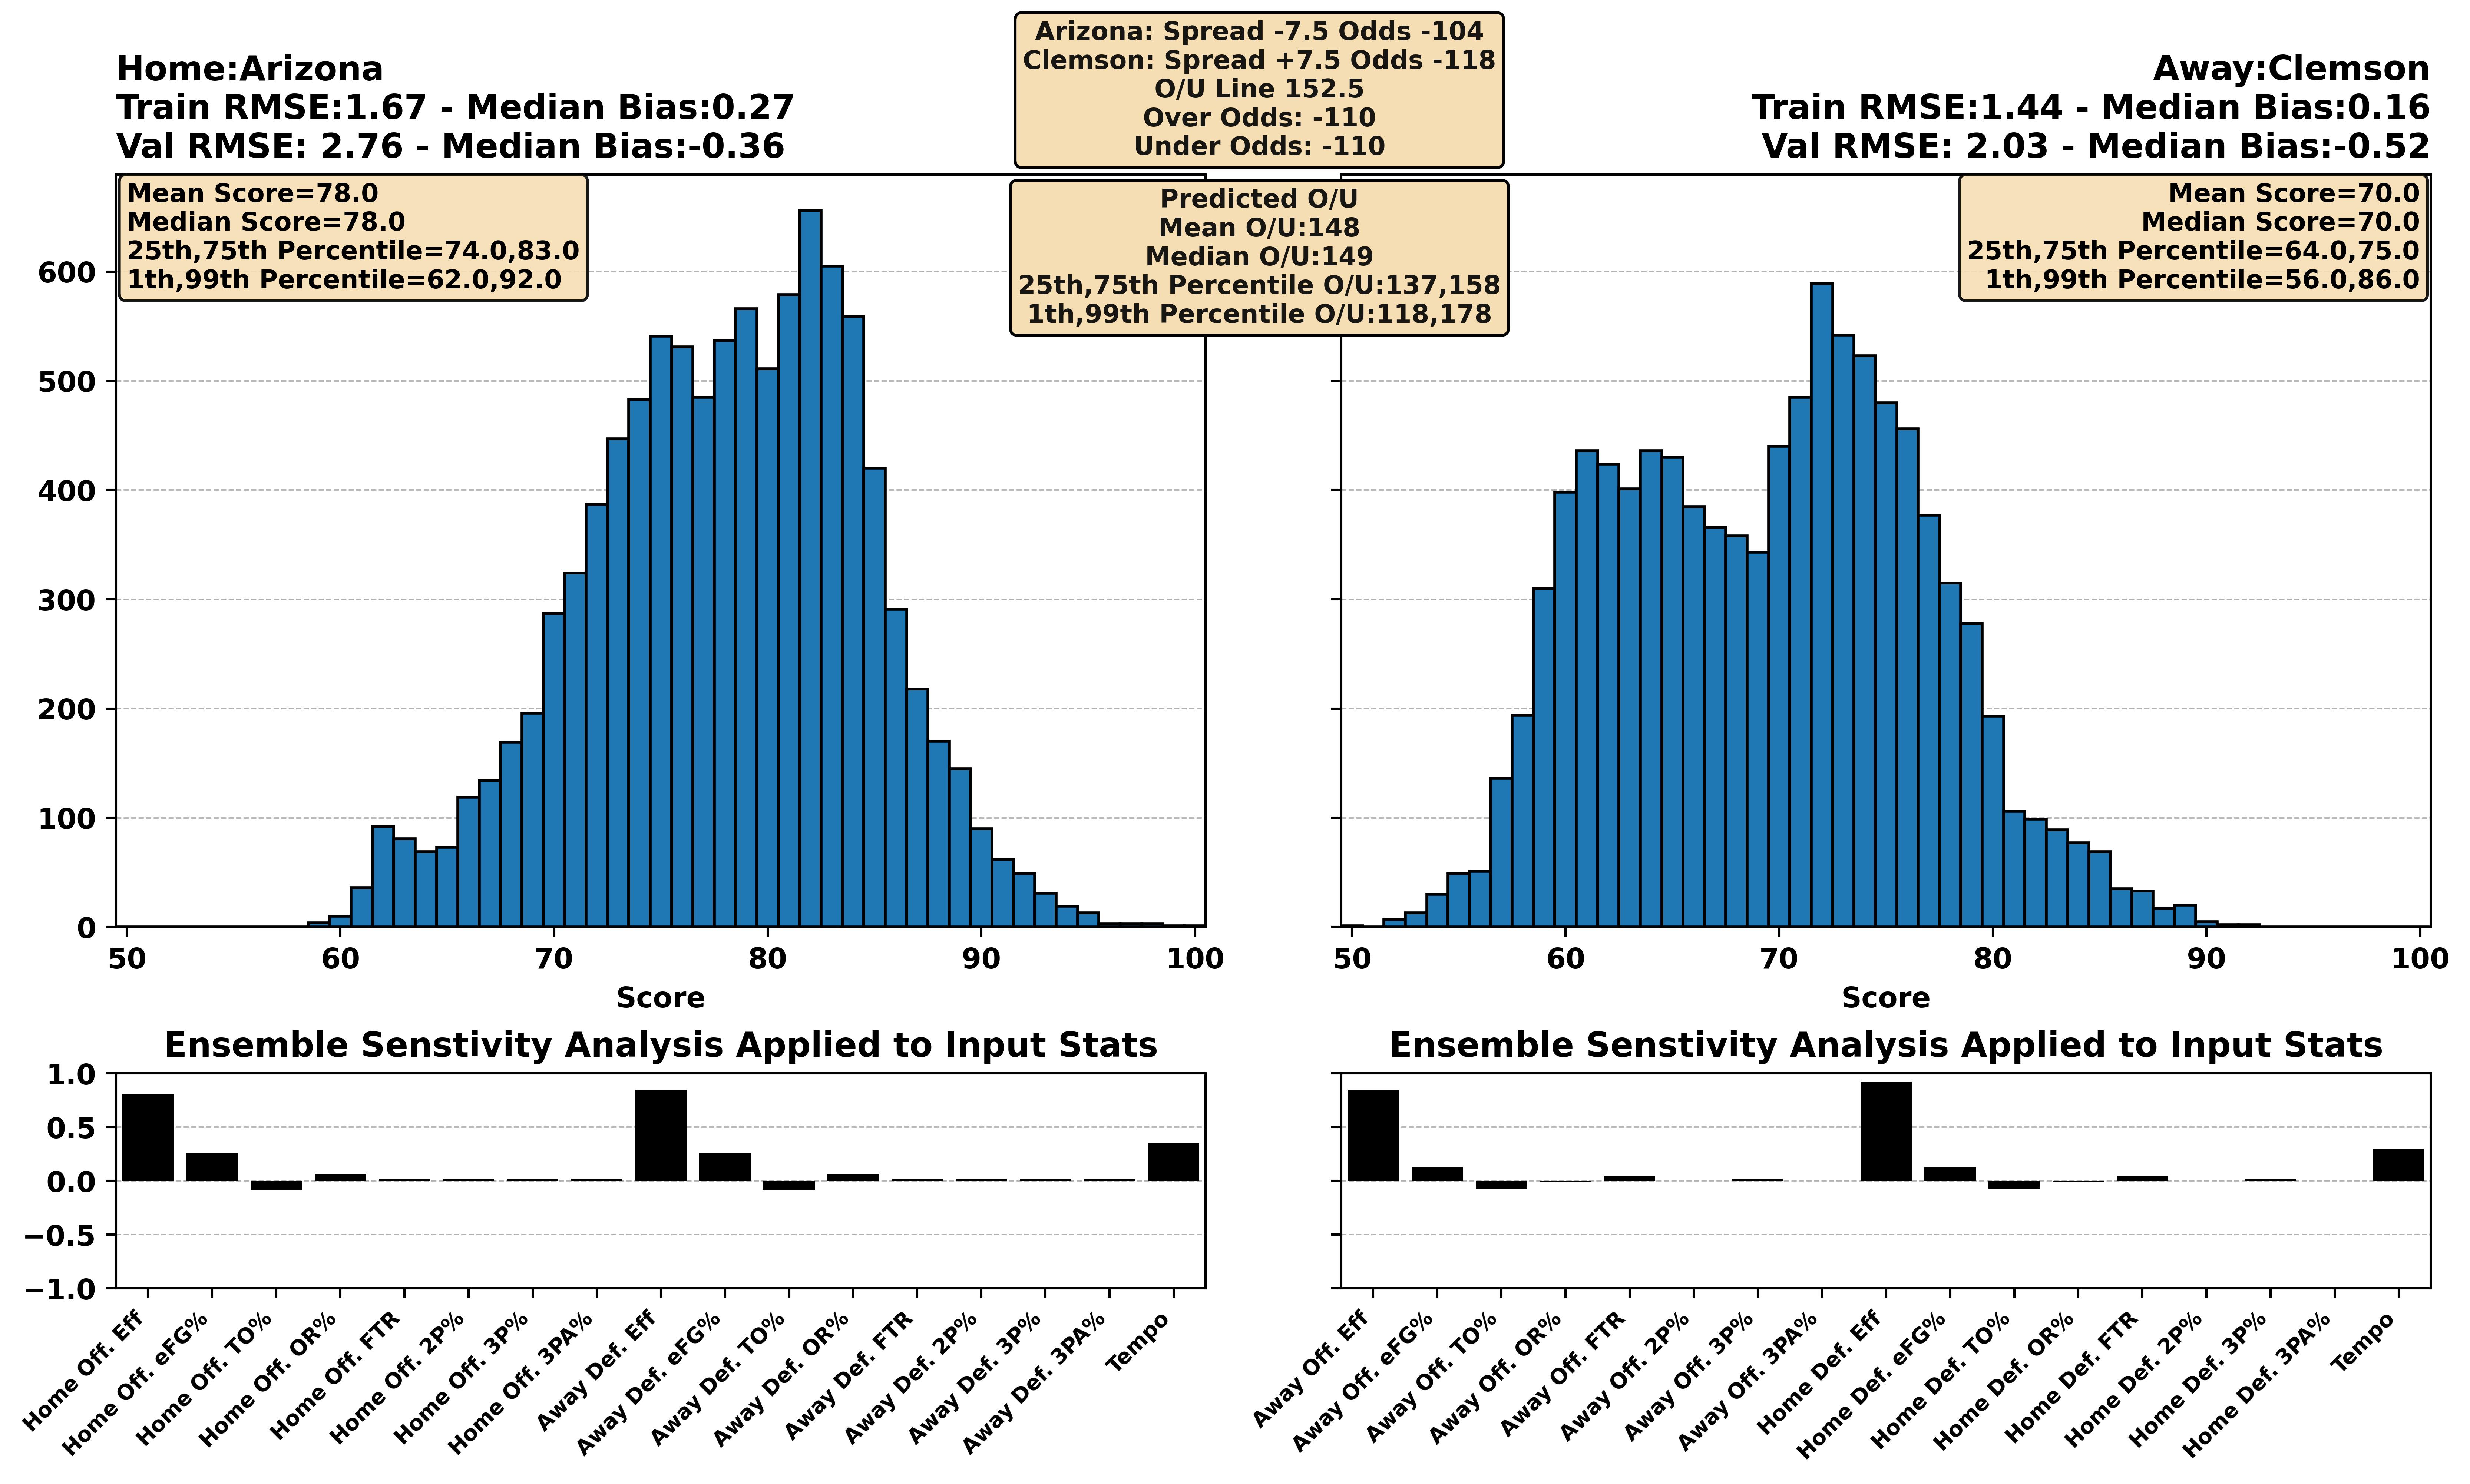 Arizona: Spread -7.5 Odds -104
Clemson: Spread +7.5 Odds -118
O/U Line 152.5
Over Odds: -110
Under Odds: -110
Home:Arizona
Train RMSE:1.67 - Median Bias:0.27
Val RMSE: 2.76 - Median Bias:-0.36
Away:Clemson
Train RMSE:1.44 - Median Bias:0.16
Val RMSE: 2.03 - Median Bias:-0.52
Mean Score=78.0
Median Score=78.0
25th,75th Percentile=74.0,83.0
1th,99th Percentile=62.0,92.0
Predicted O/U
Mean O/U:148
Median O/U:149
25th,75th Percentile O/U:137,158
1th,99th Percentile O/U:118,178
Mean Score=70.0
Median Score=70.0
25th,75th Percentile=64.0,75.0
1th,99th Percentile=56.0,86.0
600
500
400
300
200
100
0
50 60 70 80 90 100
Score
50 60 70 80 90 100
Score
Ensemble Senstivity Analysis Applied to Input Stats
1.0
0.5
0.0
−0.5
−1.0
Home Off. Eff
Home Off. eFG%
Home Off. TO%
Home Off. OR%
Home Off. FTR
Home Off. 2P%
Home Off. 3P%
Home Off. 3PA%
Away Def. Eff
Away Def. eFG%
Away Def. TO%
Away Def. OR%
Away Def. FTR
Away Def. 2P%
Away Def. 3P%
Away Def. 3PA%
Tempo
Ensemble Senstivity Analysis Applied to Input Stats
Away Off. Eff
Away Off. eFG%
Away Off. TO%
Away Off. OR%
Away Off. FTR
Away Off. 2P%
Away Off. 3P%
Away Off. 3PA%
Home Def. Eff
Home Def. eFG%
Home Def. TO%
Home Def. OR%
Home Def. FTR
Home Def. 2P%
Home Def. 3P%
Home Def. 3PA%
Tempo